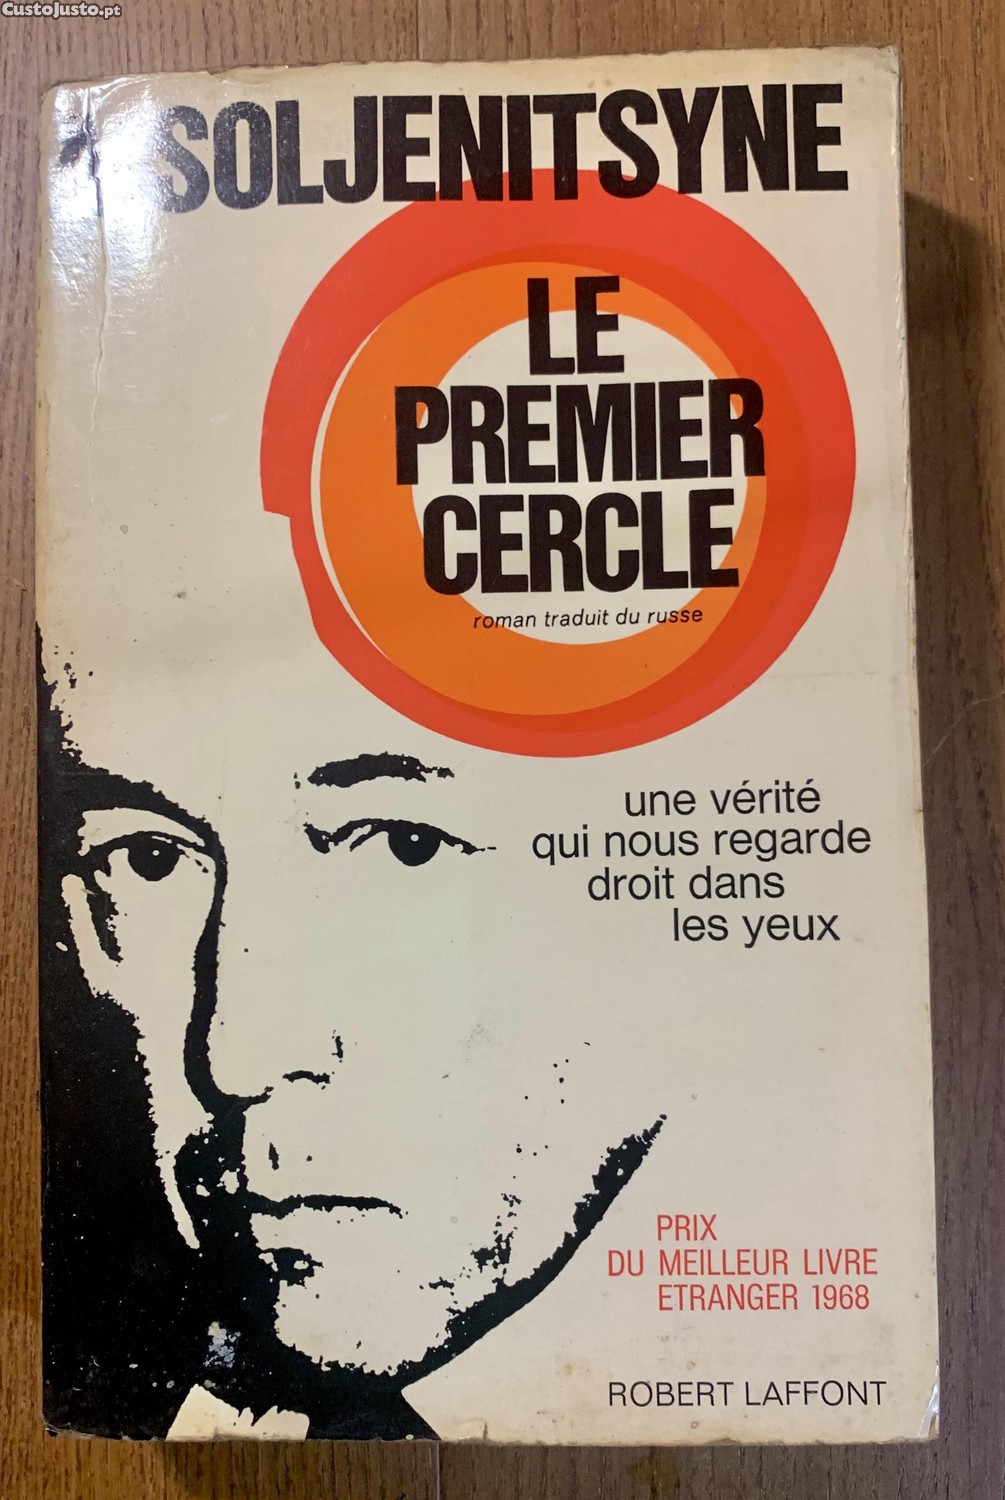 CustoJusto.pt
SOLJENITSYNE
LE
PREMIER
CERCLE
roman traduit du russe
une vérité
qui nous regarde
droit dans
les yeux
PRIX
DU MEILLEUR LIVRE
ETRANGER 1968
ROBERT LAFFONT